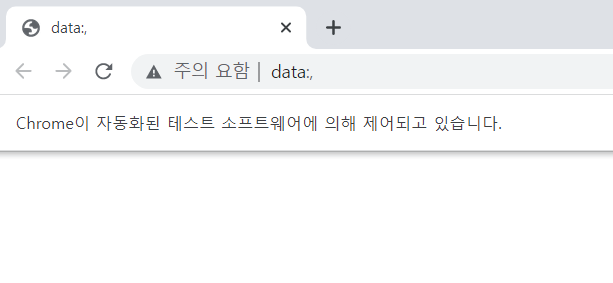 data:,
주의 요함 | data:,
Chrome이 자동화된 테스트 소프트웨어에 의해 제어되고 있습니다.